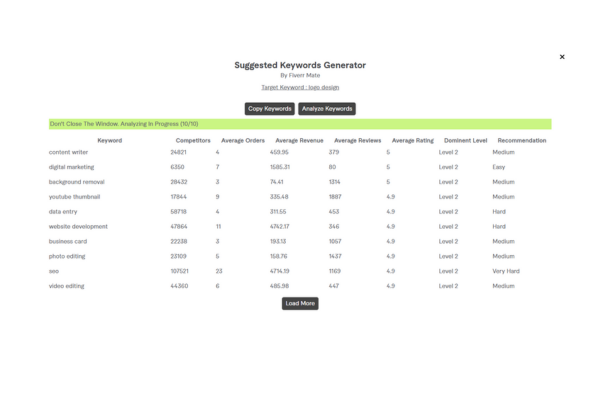 ×
Suggested Keywords Generator
By Fiverr Mate
Target Keyword : logo design
Copy Keywords Analyze Keywords
Don't Close The Window. Analyzing In Progress (10/10)
Keyword Competitors Average Orders Average Revenue Average Reviews Average Rating Dominent Level Recommendation
content writer 24821 4 459.95 379 5 Level 2 Medium
digital marketing 6350 7 1585.31 80 5 Level 2 Easy
background removal 28432 3 74.41 1314 5 Level 2 Medium
youtube thumbnail 17844 9 335.48 1887 4.9 Level 2 Medium
data entry 58718 4 311.55 453 4.9 Level 2 Hard
website development 47864 11 4742.17 346 4.9 Level 2 Hard
business card 22238 3 193.13 1057 4.9 Level 2 Medium
photo editing 23109 5 158.76 1437 4.9 Level 2 Medium
seo 107521 23 4714.19 1169 4.9 Level 2 Very Hard
video editing 44360 6 485.98 447 4.9 Level 2 Medium
Load More